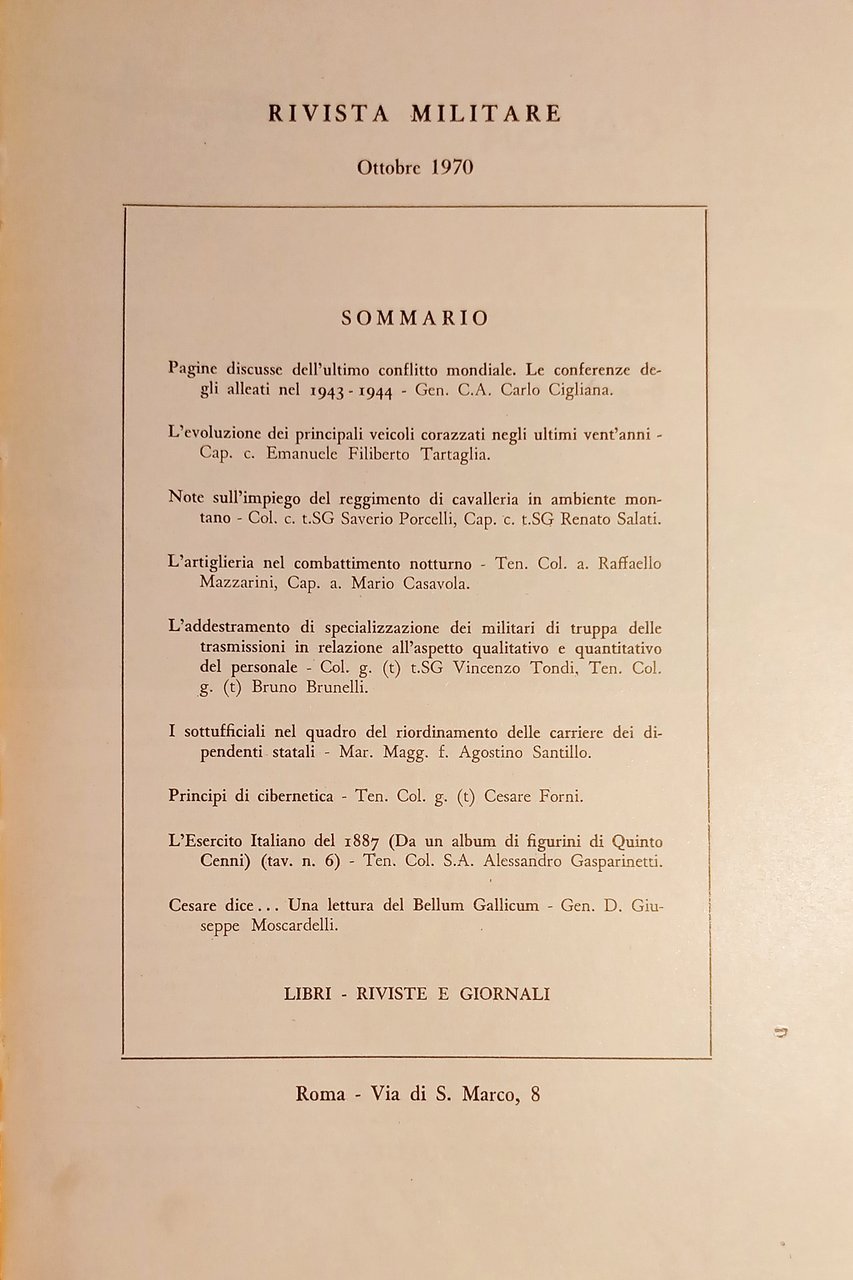 RIVISTA MILITARE
Ottobre 1970
SOMMARIO
Pagine discusse dell'ultimo conflitto mondiale. Le conferenze de-
gli alleati nel 1943 - 1944 - Gen. C.A. Carlo Cigliana.
L'evoluzione dei principali veicoli corazzati negli ultimi vent'anni -
Cap. c. Emanuele Filiberto Tartaglia.
Note sull'impiego del reggimento di cavalleria in ambiente mon-
tano - Col. c. t.SG Saverio Porcelli, Cap. c. t.SG Renato Salati.
L'artiglieria nel combattimento notturno - Ten. Col. a. Raffaello
Mazzarini, Cap. a. Mario Casavola.
L'addestramento di specializzazione dei militari di truppa delle
trasmissioni in relazione all'aspetto qualitativo e quantitativo
del personale - Col. g. (t) t.SG Vincenzo Tondi, Ten. Col.
g. (t) Bruno Brunelli.
I sottufficiali nel quadro del riordinamento delle carriere dei di-
pendenti statali - Mar. Magg. f. Agostino Santillo.
Principi di cibernetica - Ten. Col. g. (t) Cesare Forni.
L'Esercito Italiano del 1887 (Da un album di figurini di Quinto
Cenni) (tav. n. 6) - Ten. Col. S.A. Alessandro Gasparinetti.
Cesare dice... Una lettura del Bellum Gallicum - Gen. D. Giu-
seppe Moscardelli.
LIBRI - RIVISTE E GIORNALI
Roma - Via di S. Marco, 8